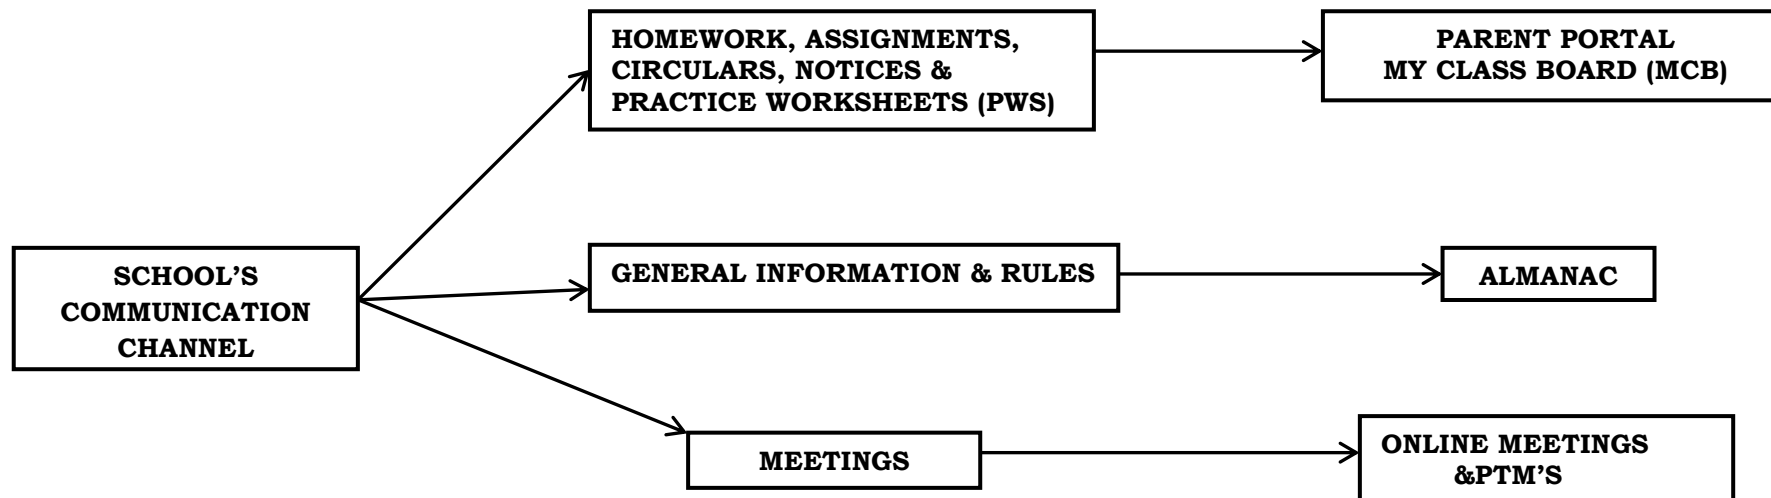 HOMEWORK, ASSIGNMENTS,
CIRCULARS, NOTICES &
PRACTICE WORKSHEETS (PWS)
PARENT PORTAL
MY CLASS BOARD (MCB)
SCHOOL’S
COMMUNICATION
CHANNEL
GENERAL INFORMATION & RULES
ALMANAC
MEETINGS
ONLINE MEETINGS
&PTM’S